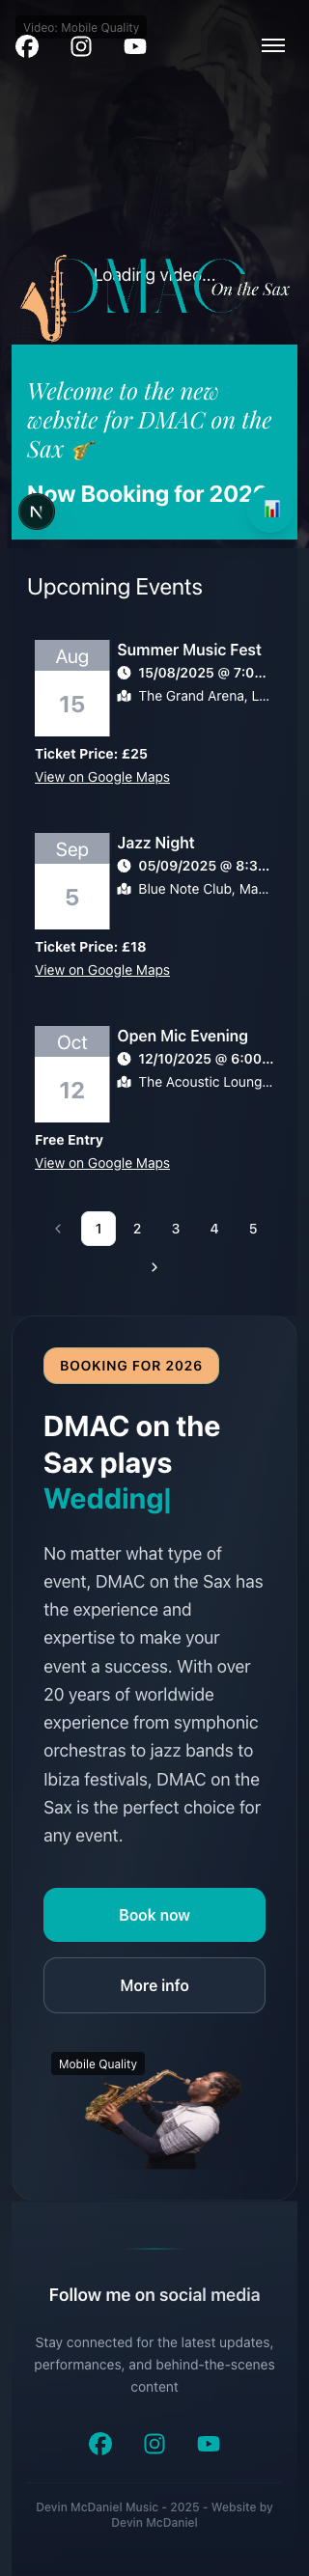 Video: Mobile Quality
Loading video...
DMAC
On the Sax
Welcome to the new
website for DMAC on the
Sax 🎷
Now Booking for 2026
N
Upcoming Events
Aug
15
Summer Music Fest
15/08/2025 @ 7:0...
The Grand Arena, L...
Ticket Price: £25
View on Google Maps
Sep
5
Jazz Night
05/09/2025 @ 8:3...
Blue Note Club, Ma...
Ticket Price: £18
View on Google Maps
Oct
12
Open Mic Evening
12/10/2025 @ 6:00...
The Acoustic Loung...
Free Entry
View on Google Maps
‹ 1 2 3 4 5
›
BOOKING FOR 2026
DMAC on the
Sax plays
Wedding|
No matter what type of
event, DMAC on the Sax has
the experience and
expertise to make your
event a success. With over
20 years of worldwide
experience from symphonic
orchestras to jazz bands to
Ibiza festivals, DMAC on the
Sax is the perfect choice for
any event.
Book now
More info
Mobile Quality
Follow me on social media
Stay connected for the latest updates,
performances, and behind-the-scenes
content
Devin McDaniel Music - 2025 - Website by
Devin McDaniel